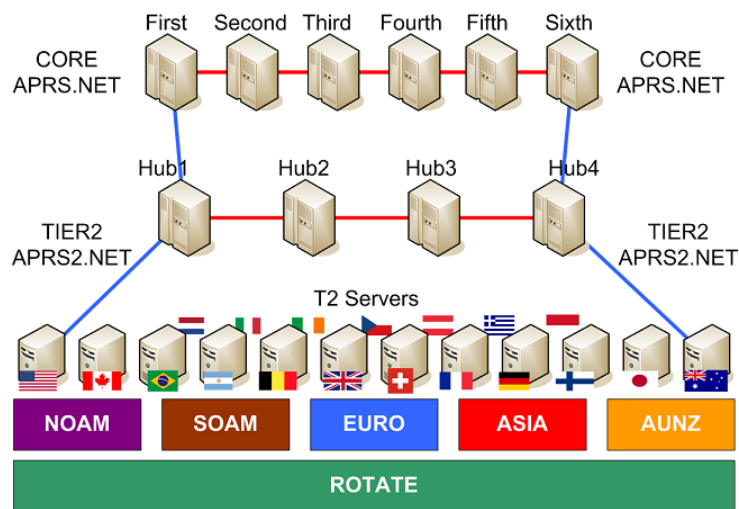 First Second Third Fourth Fifth Sixth
CORE
APRS.NET
CORE
APRS.NET
Hub1 Hub2 Hub3 Hub4
TIER2
APRS2.NET
TIER2
APRS2.NET
T2 Servers
NOAM SOAM EURO ASIA AUNZ
ROTATE